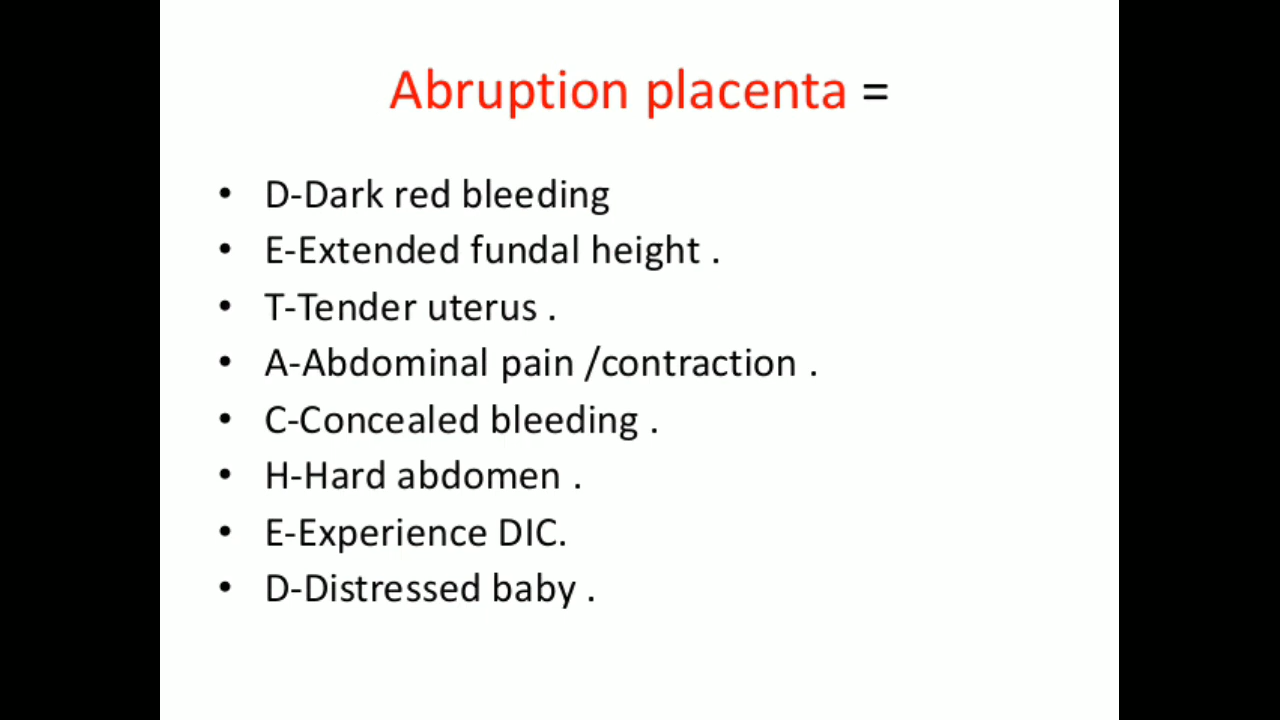 Abruption placenta =
• D-Dark red bleeding
• E-Extended fundal height .
• T-Tender uterus .
• A-Abdominal pain /contraction .
• C-Concealed bleeding .
• H-Hard abdomen .
• E-Experience DIC.
• D-Distressed baby .